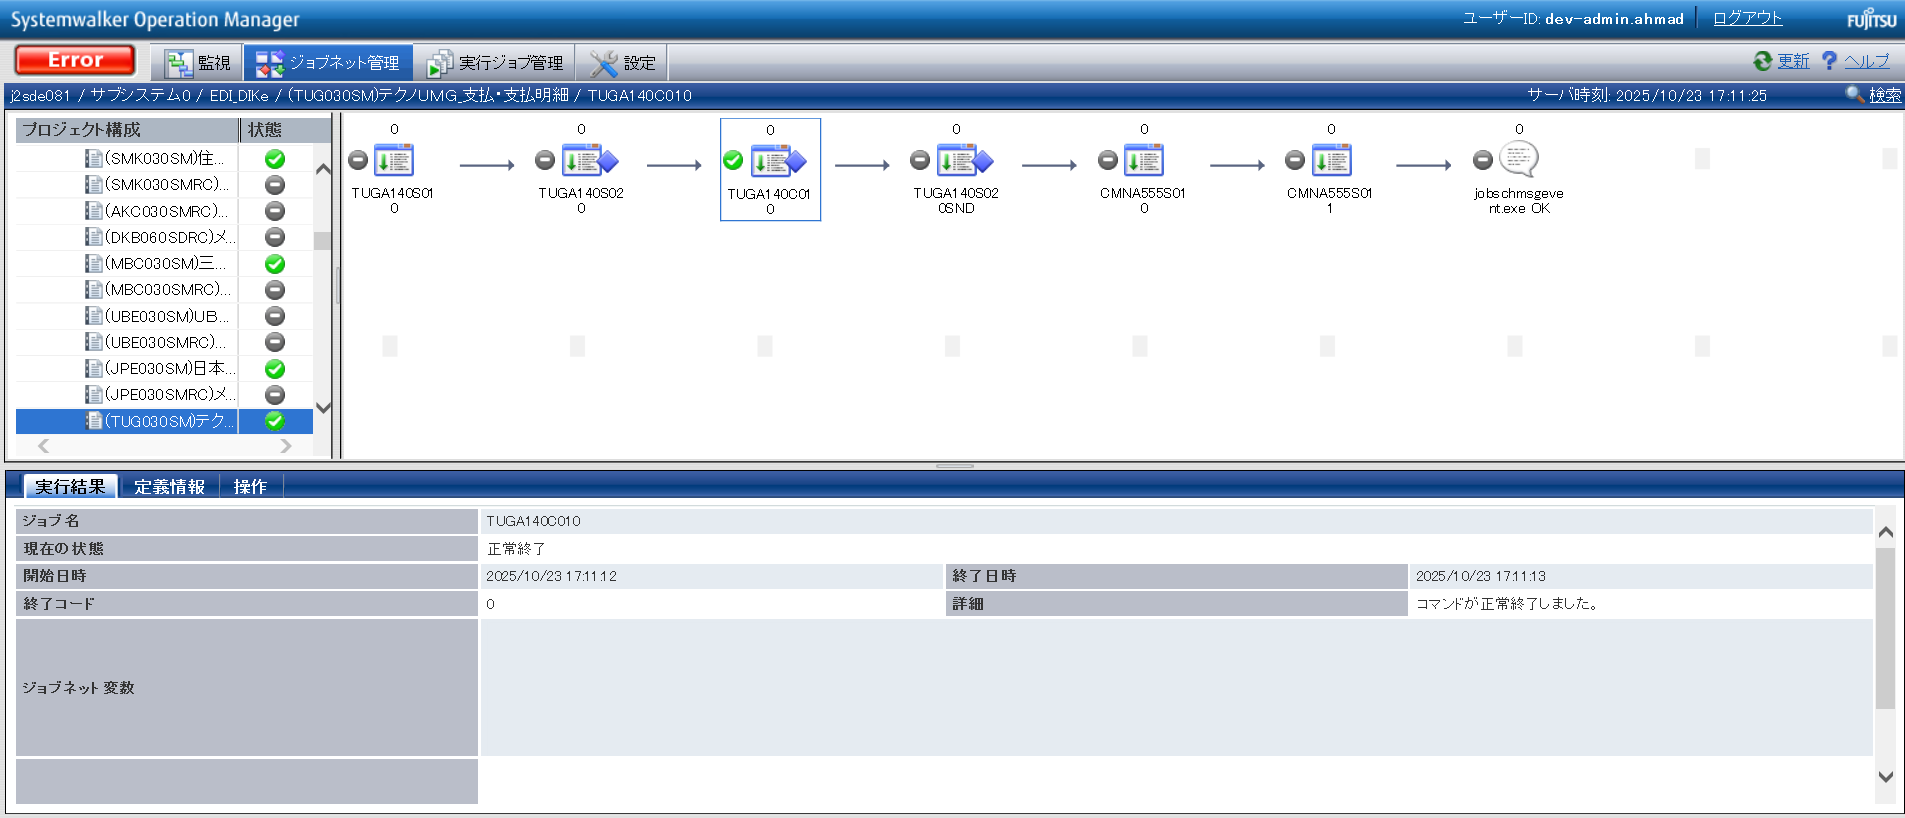 Systemwalker Operation Manager
ユーザーID: dev-admin.ahmad
ログアウト
FUJITSU
Error
監視
ジョブネット管理
実行ジョブ管理
設定
更新
ヘルプ
j2sde081 / サブシステム0 / EDI_DIKe / (TUG030SM)テクノUMG_支払・支払明細 / TUGA140C010
サーバ時刻: 2025/10/23 17:11:25
検索
プロジェクト構成
状態
(SMK030SM)住...
(SMK030SMRC)...
(AKC030SMRC)...
(DKB060SDRC)メ...
(MBC030SM)三...
(MBC030SMRC)...
(UBE030SM)UB...
(UBE030SMRC)...
(JPE030SM)日本...
(JPE030SMRC)メ...
(TUG030SM)テク...
0
TUGA140S01
0
0
TUGA140S02
0
0
TUGA140C01
0
0
TUGA140S02
0SND
0
CMNA555S01
0
0
CMNA555S01
1
0
jobschmsgeve
nt.exe OK
実行結果
定義情報
操作
ジョブ名
TUGA140C010
現在の状態
正常終了
開始日時
2025/10/23 17:11:12
終了日時
2025/10/23 17:11:13
終了コード
0
詳細
コマンドが正常終了しました。
ジョブネット変数